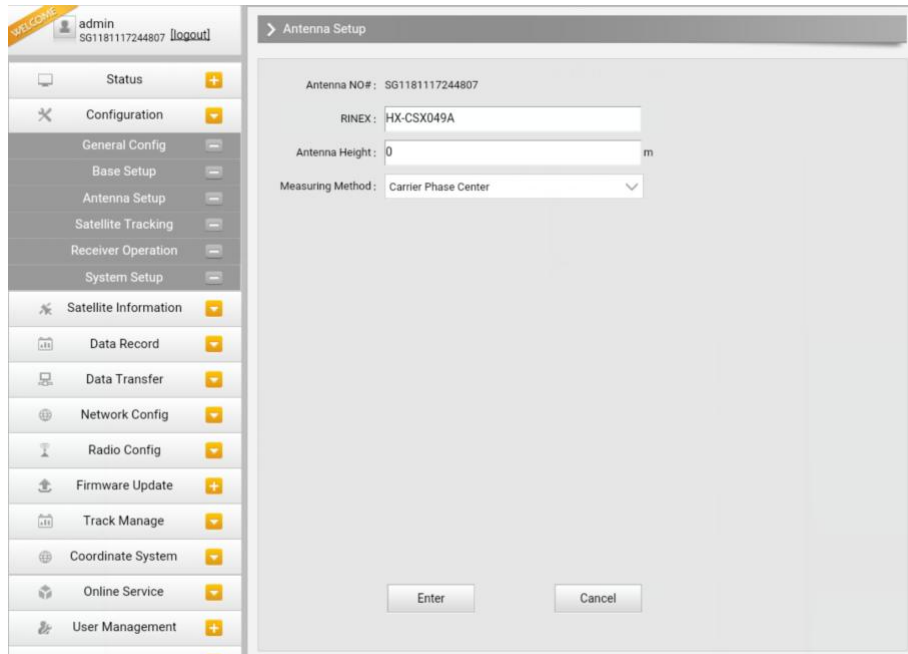 WELCOME
admin
SG1181117244807 [logout]
Status
Configuration
General Config
Base Setup
Antenna Setup
Satellite Tracking
Receiver Operation
System Setup
Satellite Information
Data Record
Data Transfer
Network Config
Radio Config
Firmware Update
Track Manage
Coordinate System
Online Service
User Management
Antenna Setup
Antenna NO#: SG1181117244807
RINEX: HX-CSX049A
Antenna Height: 0 m
Measuring Method: Carrier Phase Center
Enter Cancel